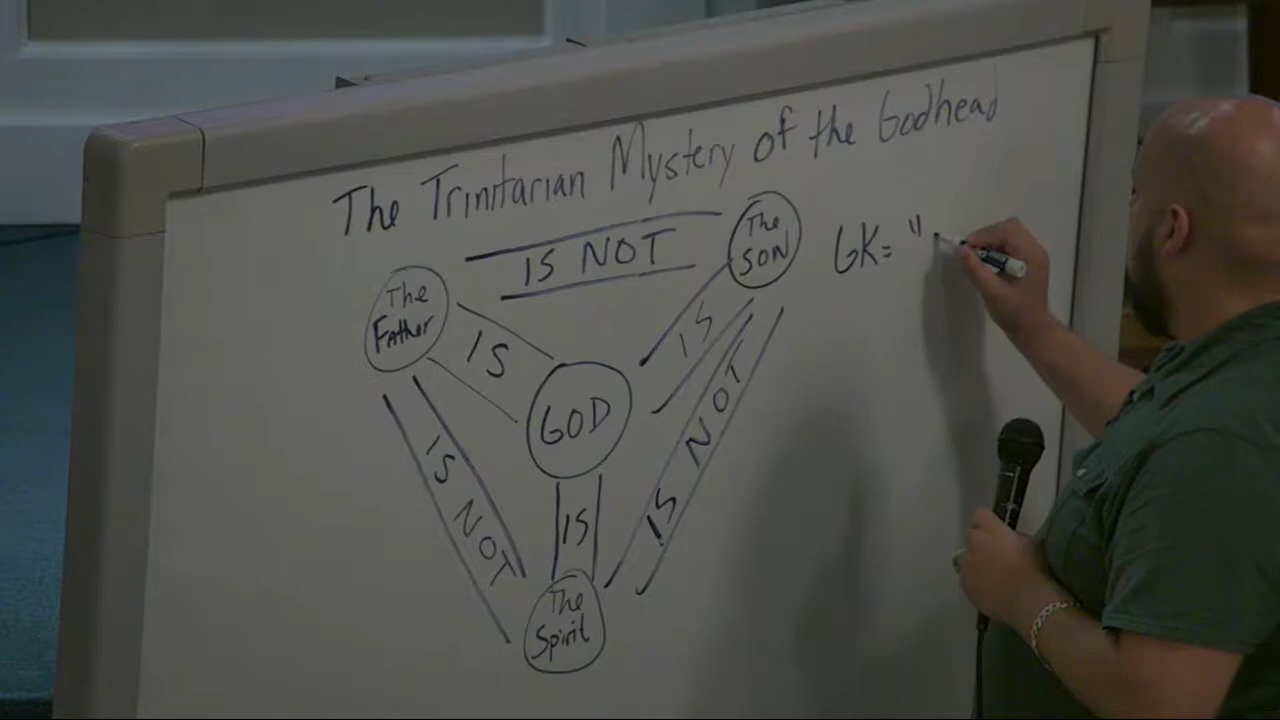 The Trinitarian Mystery of the Godhead
IS NOT
The
SON
GK= "
The
Father
IS
IS
GOD
IS NOT
IS NOT
IS
The
Spirit